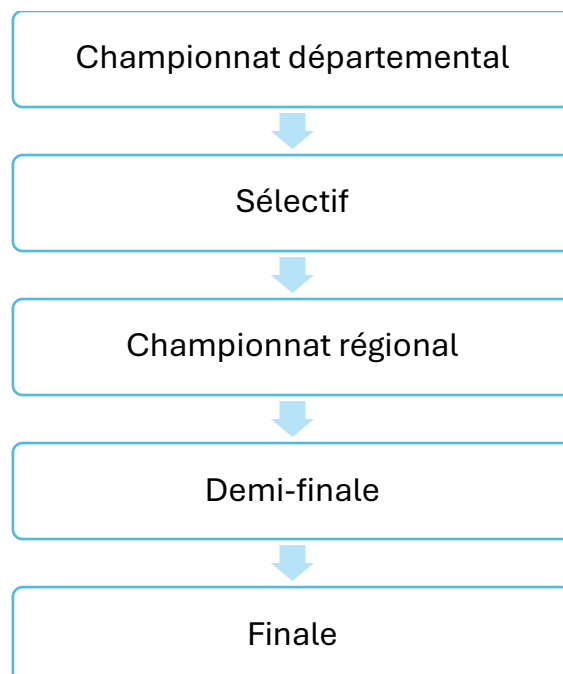 Championnat départemental
Sélectif
Championnat régional
Demi-finale
Finale